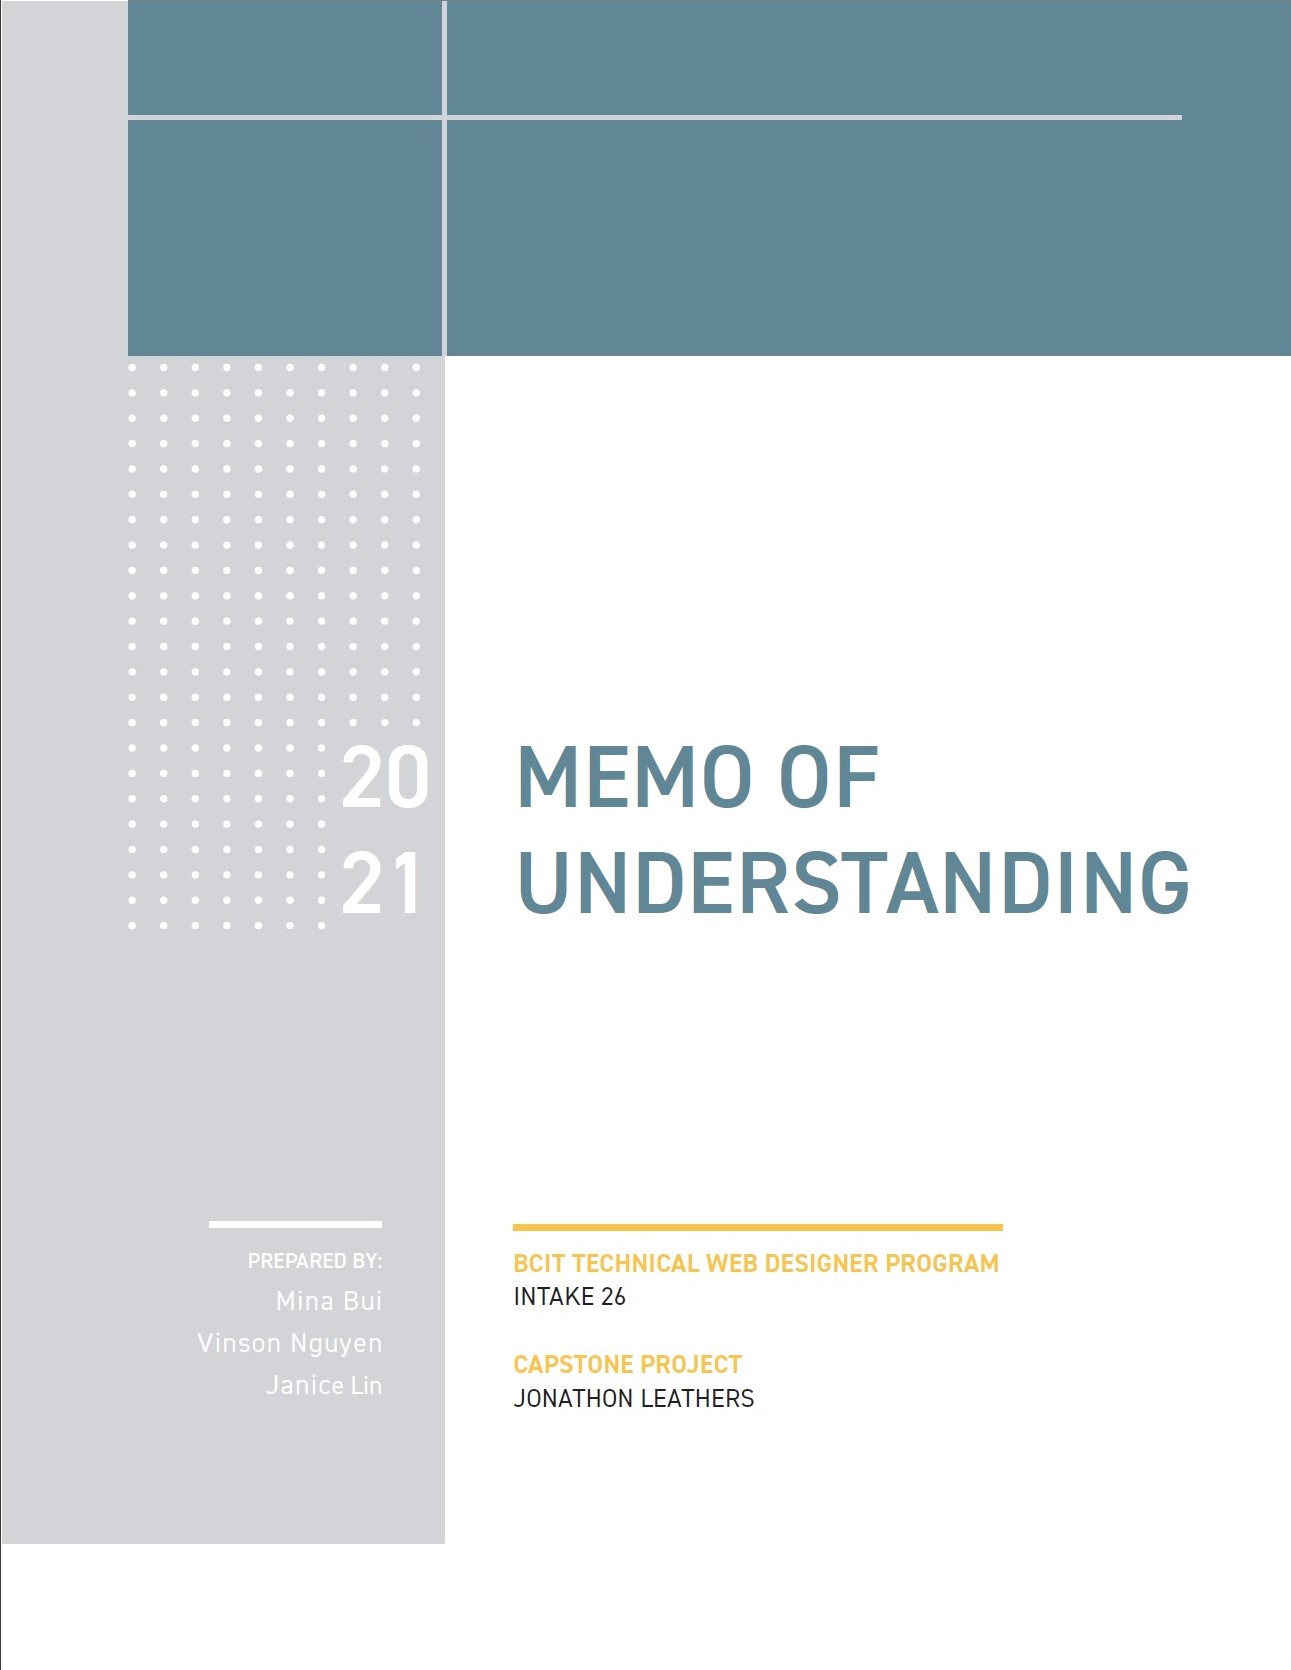 20
21
MEMO OF
UNDERSTANDING
PREPARED BY:
Mina Bui
Vinson Nguyen
Janice Lin
BCIT TECHNICAL WEB DESIGNER PROGRAM
INTAKE 26
CAPSTONE PROJECT
JONATHON LEATHERS